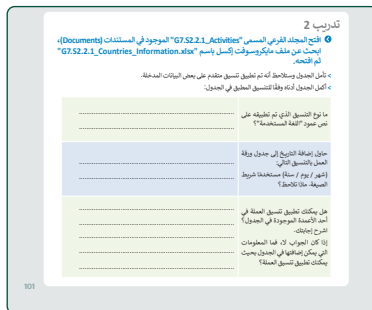 تدريب 2
افتح المجلد الفرعي المسمى "G7.S2.2.1_Activities" الموجود في المستندات (Documents)،
ابحث عن ملف مايكروسوفت إكسل باسم "G7.S2.2.1_Countries_Information.xlsx"
ثم افتحه.
> تأمل الجدول وستلاحظ أنه تم تطبيق تنسيق متقدم على بعض البيانات المدخلة.
> أكمل الجدول أدناه وفقًا للتنسيق المطبق في الجدول:
ما نوع التنسيق الذي تم تطبيقه على
نص عمود "اللغة المستخدمة"؟
حاول إضافة التاريخ إلى جدول ورقة
العمل بالتنسيق التالي:
(شهر / يوم / سنة) مستخدمًا شريط
الصيغة. ماذا تلاحظ؟
هل يمكنك تطبيق تنسيق العملة في
أحد الأعمدة الموجودة في الجدول؟
اشرح إجابتك.
إذا كان الجواب لا، فما المعلومات
التي يمكن إضافتها في الجدول بحيث
يمكنك تطبيق تنسيق العملة؟
101